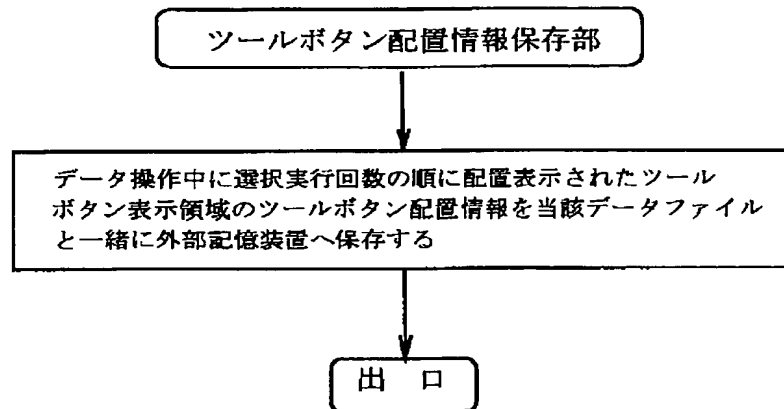 ツールボタン配置情報保存部
データ操作中に選択実行回数の順に配置表示されたツール
ボタン表示領域のツールボタン配置情報を当該データファイル
と一緒に外部記憶装置へ保存する
出 口